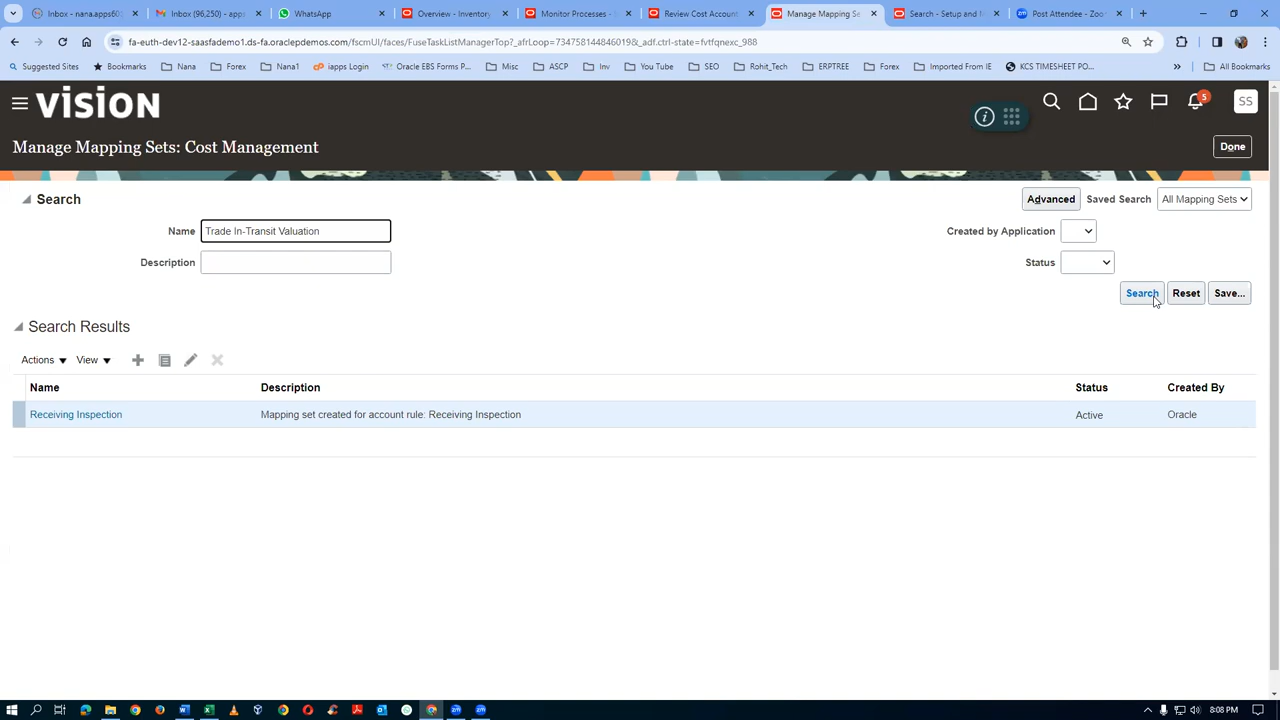 Inbox - nana.apps60@
Inbox (96,250) - apps
WhatsApp
Overview - Inventory
Monitor Processes - S
Review Cost Account
Manage Mapping Se
Search - Setup and M
Post Attendee - Zoo
fa-euth-dev12-saasfademo1.ds-fa.oraclepdemos.com/fscmUI/faces/FuseTaskListManagerTop?_afrLoop=7347581448460198&_adf.ctrl-state=fvtfqnexc_988
Suggested Sites
Bookmarks
Nana
Forex
Nana1
iapps Login
Oracle EBS Forms P...
Misc
ASCP
Inv
You Tube
SEO
Rohit_Tech
ERPTREE
Forex
Imported From IE
KCS TIMESHEET PO...
»
All Bookmarks
VISION
5
SS
Manage Mapping Sets: Cost Management
Done
Search
Advanced
Saved Search
All Mapping Sets
Name
Trade In-Transit Valuation
Created by Application
Description
Status
Search
Reset
Save...
Search Results
Actions
View
Name
Description
Status
Created By
Receiving Inspection
Mapping set created for account rule: Receiving Inspection
Active
Oracle
8:08 PM